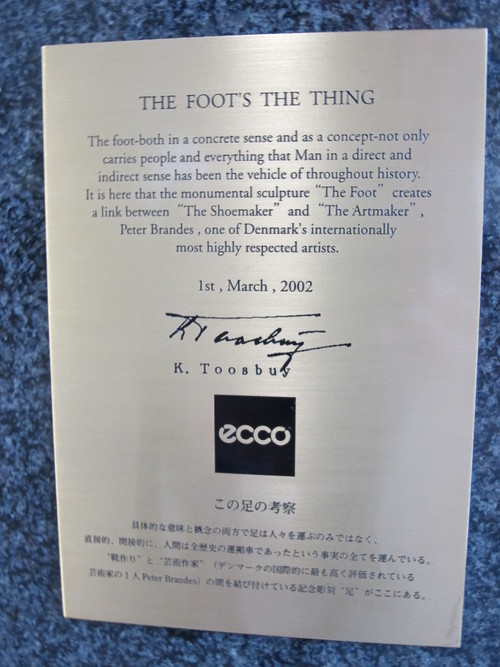 THE FOOT'S THE THING
The foot-both in a concrete sense and as a concept-not only
carries people and everything that Man in a direct and
indirect sense has been the vehicle of throughout history.
It is here that the monumental sculpture “The Foot” creates
a link between “The Shoemaker” and “The Artmaker”,
Peter Brandes , one of Denmark's internationally
most highly respected artists.
1st , March , 2002
K Toosbuy
K. Toosbuy
ecco
この足の考察
具体的な意味と概念の両方で足は人々を運ぶのみではなく、
直接的、間接的に、人間は全歴史の運搬車であったという事実の全てを運んでいる。
“靴作り”と“芸術作家”（デンマークの国際的に最も高く評価されている
芸術家の1人Peter Brandes）の間を結び付けている記念彫刻“足”がここにある。